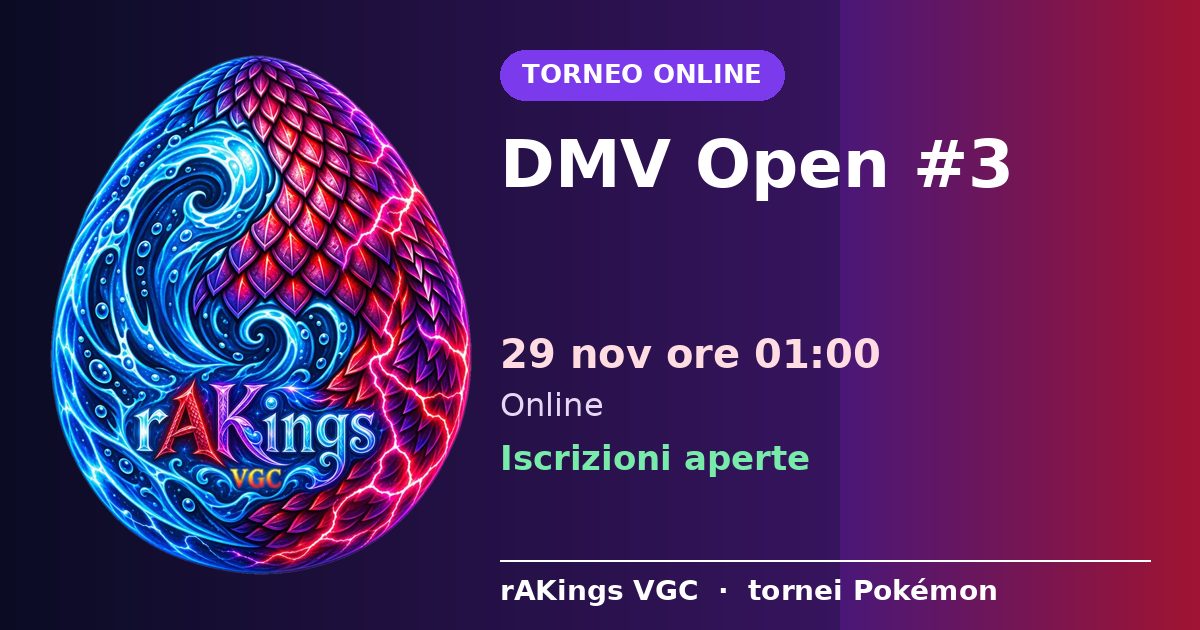 TORNEO ONLINE
DMV Open #3
29 nov ore 01:00
Online
Iscrizioni aperte
rAKings
VGC
rAKings VGC · tornei Pokémon